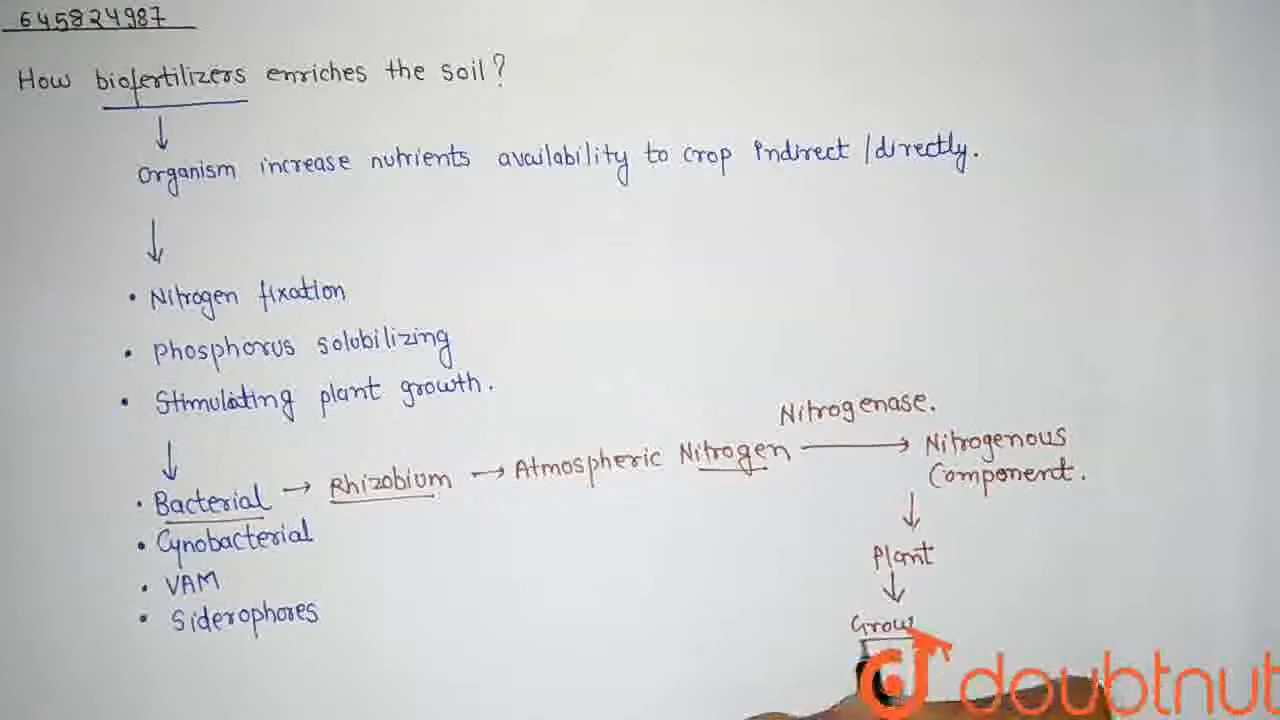 645824987
How biofertilizers enriches the soil?
Organism increase nutrients availability to crop Indirect / directly.
• Nitrogen fixation
• Phosphorus solubilizing
• Stimulating plant growth.
Nitrogenase.
• Bacterial → Rhizobium → Atmospheric Nitrogen → Nitrogenous
Component.
• Cynobacterial
• VAM
• Siderophores
Plant
Grow
doubtnut